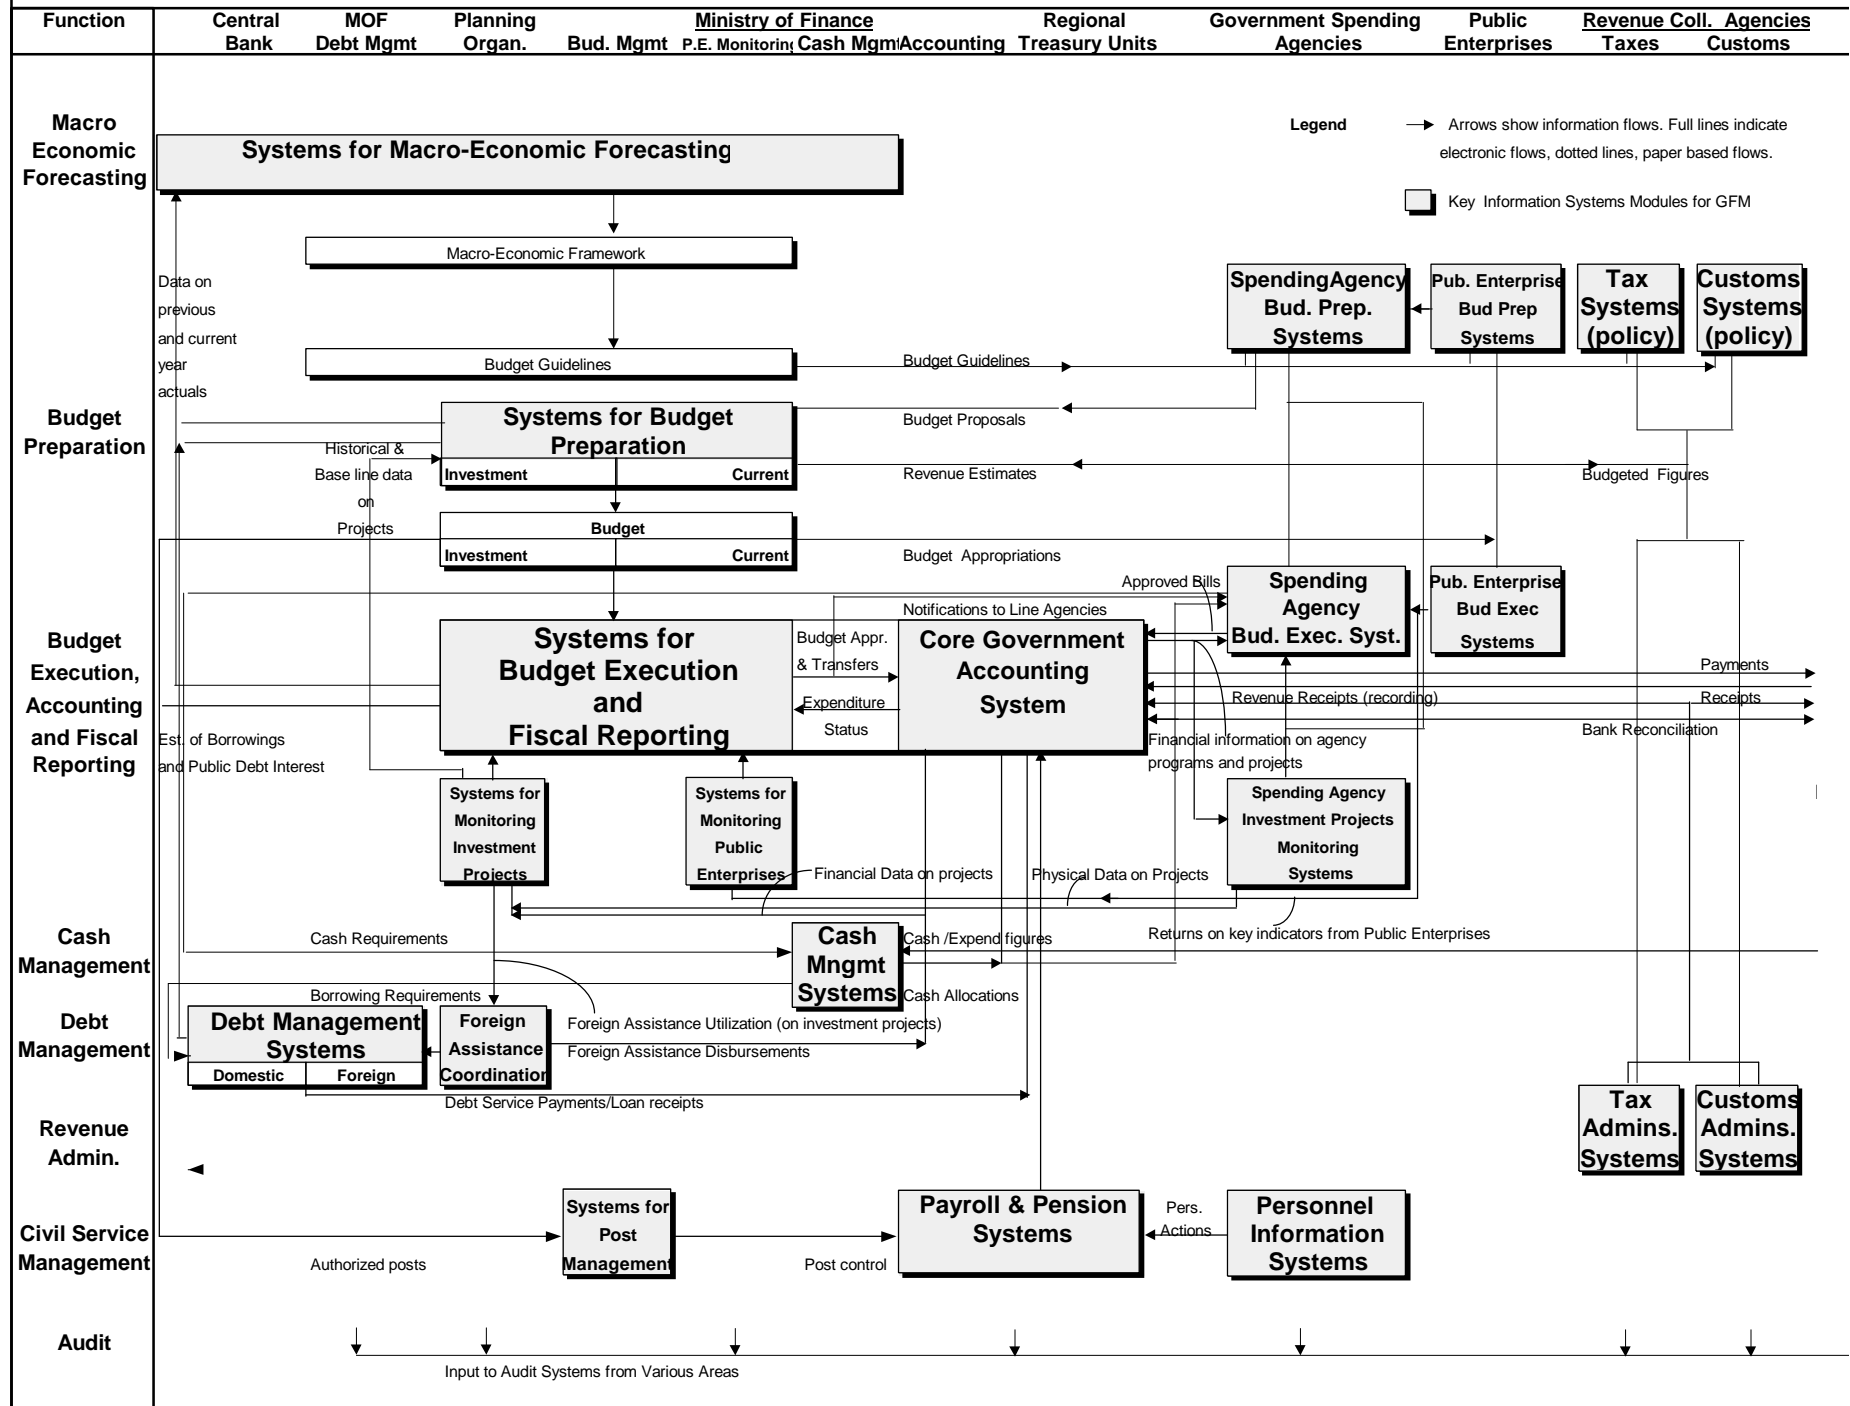 Function
Central
Bank
MOF
Debt Mgmt
Planning
Organ.
Ministry of Finance
Bud. Mgmt
P.E. Monitoring
Cash Mgmt
Accounting
Regional
Treasury Units
Government Spending
Agencies
Public
Enterprises
Revenue Coll. Agencies
Taxes
Customs
Macro
Economic
Forecasting
Systems for Macro-Economic Forecasting
Legend
Arrows show information flows. Full lines indicate
electronic flows, dotted lines, paper based flows.
Key Information Systems Modules for GFM
Macro-Economic Framework
Data on
previous
and current
year
actuals
Spending Agency
Bud. Prep.
Systems
Pub. Enterprise
Bud Prep
Systems
Tax
Systems
(policy)
Customs
Systems
(policy)
Budget Guidelines
Budget Guidelines
Budget
Preparation
Systems for Budget
Preparation
Investment
Current
Budget Proposals
Historical &
Base line data
on
Projects
Revenue Estimates
Budgeted Figures
Budget
Investment
Current
Budget Appropriations
Approved Bills
Spending
Agency
Bud. Exec. Syst.
Pub. Enterprise
Bud Exec
Systems
Notifications to Line Agencies
Budget
Execution,
Accounting
and Fiscal
Reporting
Systems for
Budget Execution
and
Fiscal Reporting
Budget Appr.
& Transfers
Expenditure
Status
Core Government
Accounting
System
Payments
Revenue Receipts (recording)
Receipts
Bank Reconciliation
Financial information on agency
programs and projects
Est. of Borrowings
and Public Debt Interest
Systems for
Monitoring
Investment
Projects
Systems for
Monitoring
Public
Enterprises
Spending Agency
Investment Projects
Monitoring
Systems
Financial Data on projects
Physical Data on Projects
Returns on key indicators from Public Enterprises
Cash
Management
Cash Requirements
Cash
Mngmt
Systems
Cash /Expend figures
Cash Allocations
Borrowing Requirements
Debt
Management
Debt Management
Systems
Domestic
Foreign
Foreign
Assistance
Coordination
Foreign Assistance Utilization (on investment projects)
Foreign Assistance Disbursements
Debt Service Payments/Loan receipts
Revenue
Admin.
Tax
Admins.
Systems
Customs
Admins.
Systems
Civil Service
Management
Authorized posts
Systems for
Post
Management
Post control
Payroll & Pension
Systems
Pers.
Actions
Personnel
Information
Systems
Audit
Input to Audit Systems from Various Areas